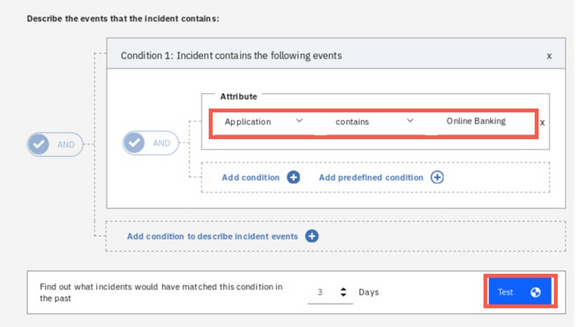 Describe the events that the incident contains:
Condition 1: Incident contains the following events x
Attribute
Application contains Online Banking x
AND AND
Add condition Add predefined condition
Add condition to describe incident events
Find out what incidents would have matched this condition in
the past
3 Days Test